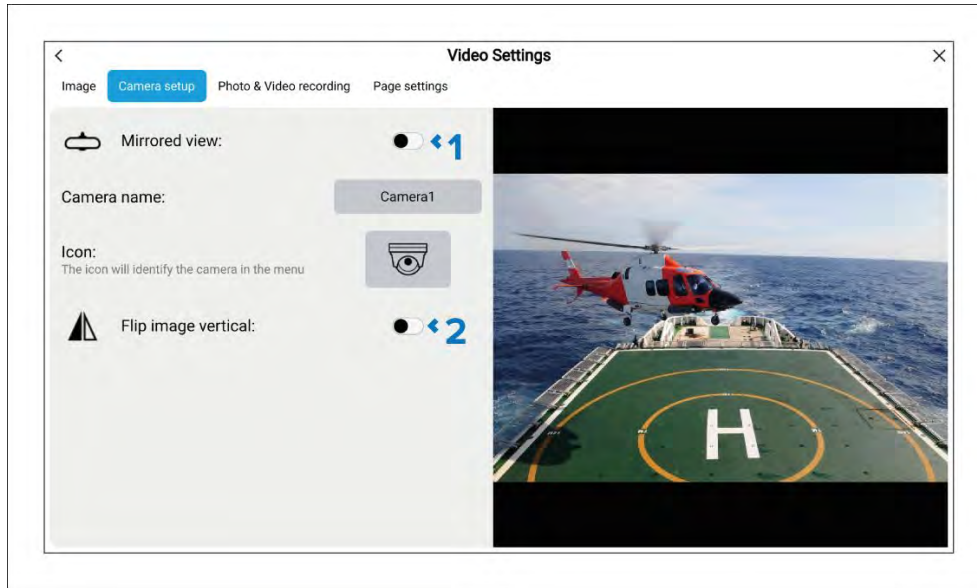 Video Settings
Image Camera setup Photo & Video recording Page settings
Mirrored view:
1
Camera name: Camera1
Icon:
The icon will identify the camera in the menu
Flip image vertical:
2
H